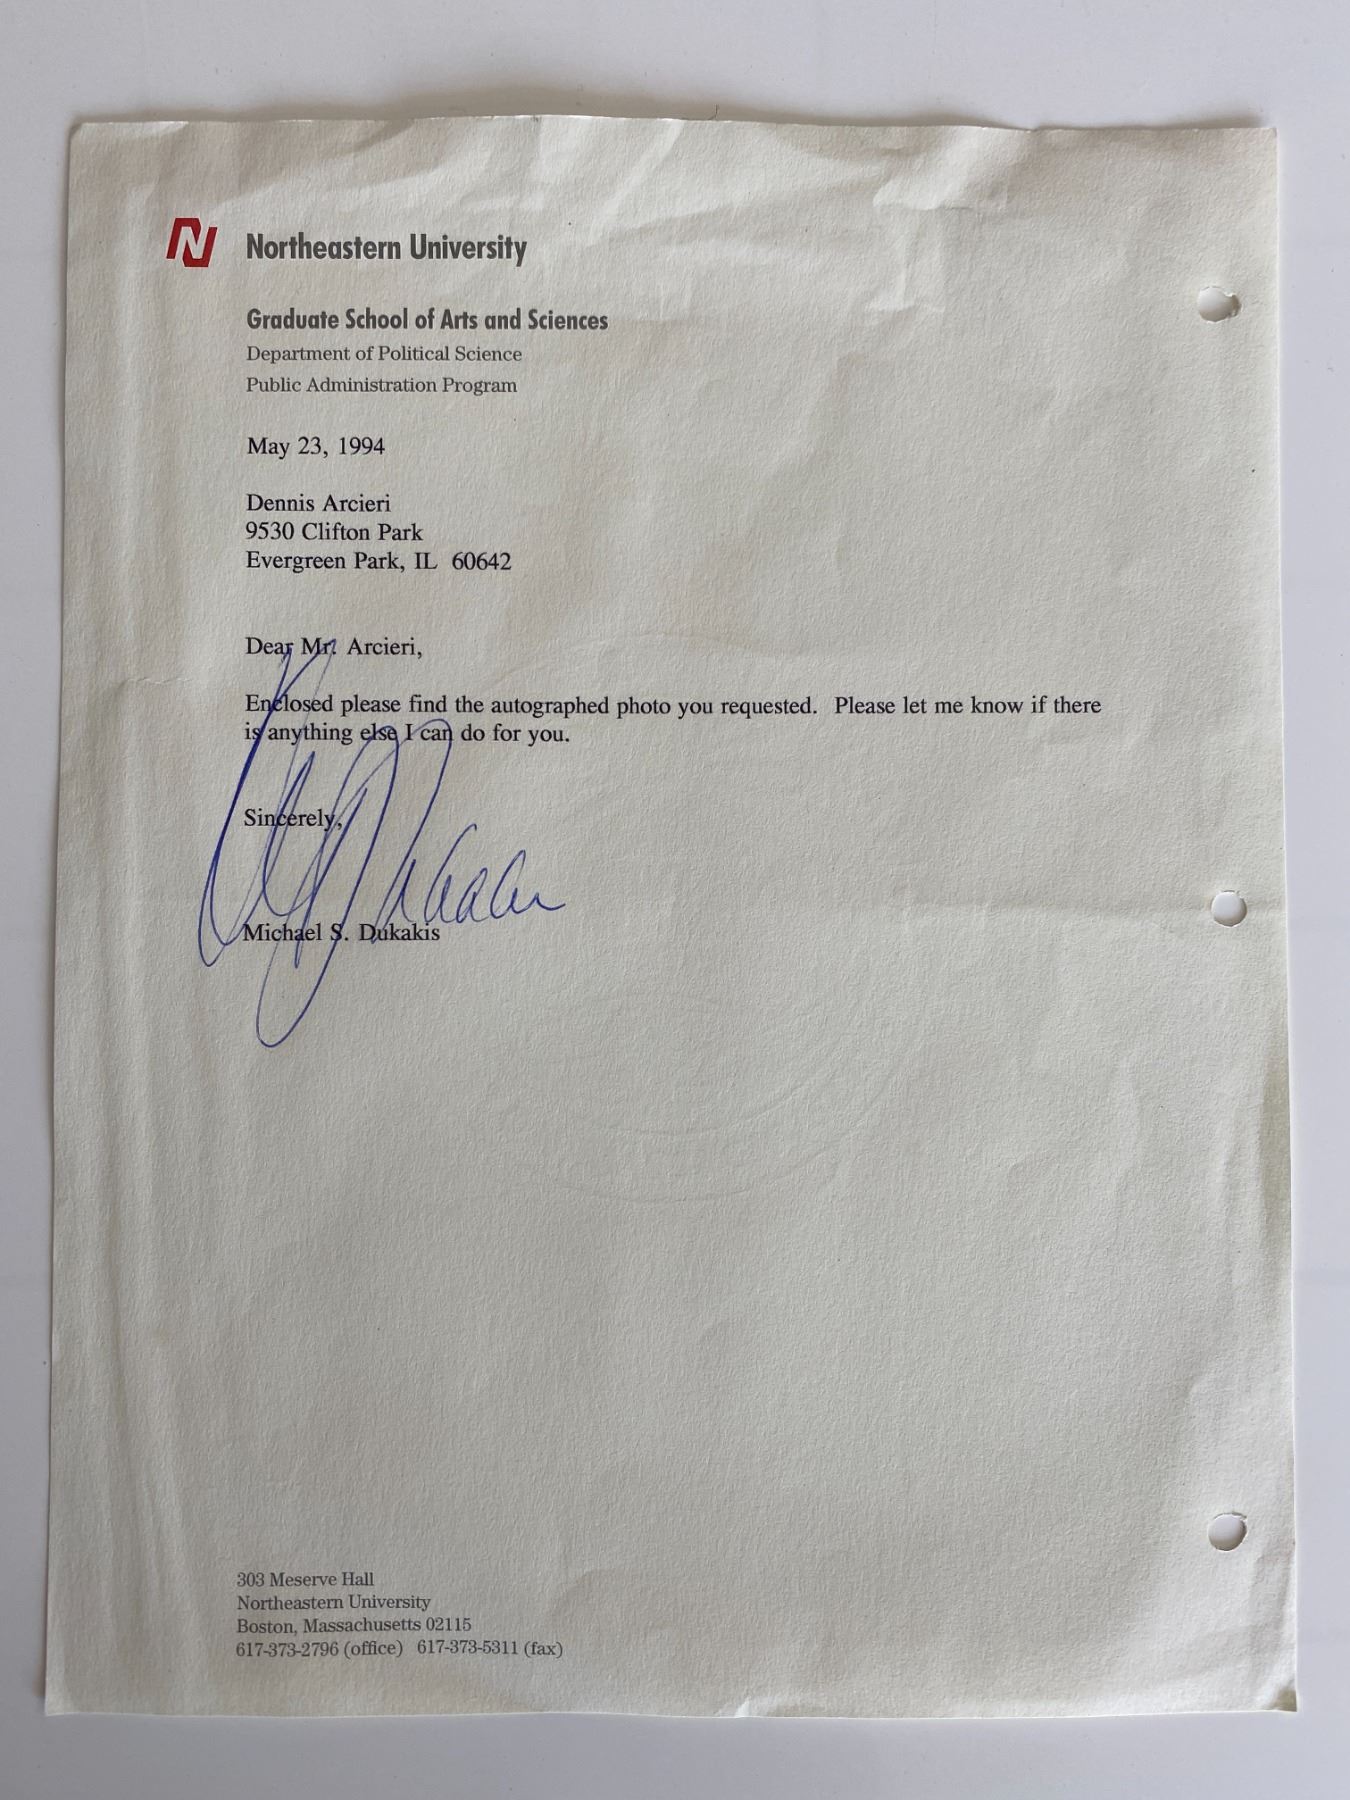 N Northeastern University
Graduate School of Arts and Sciences
Department of Political Science
Public Administration Program
May 23, 1994
Dennis Arcieri
9530 Clifton Park
Evergreen Park, IL 60642
Dear Mr. Arcieri,
Enclosed please find the autographed photo you requested. Please let me know if there
is anything else I can do for you.
Sincerely,
Michael S. Dukakis
303 Meserve Hall
Northeastern University
Boston, Massachusetts 02115
617-373-2796 (office) 617-373-5311 (fax)